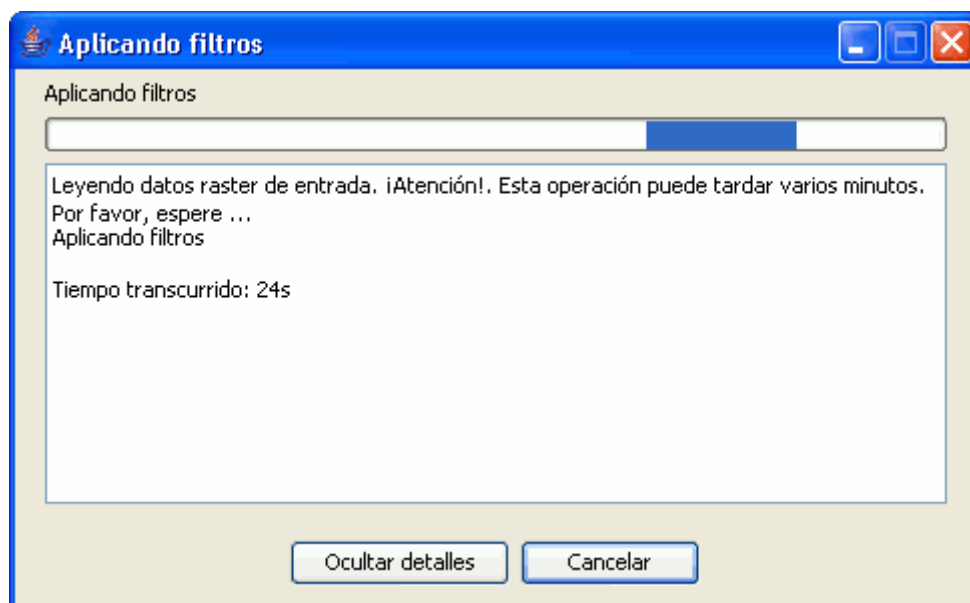 Aplicando filtros
Aplicando filtros
Leyendo datos raster de entrada. ¡Atención!. Esta operación puede tardar varios minutos.
Por favor, espere ...
Aplicando filtros
Tiempo transcurrido: 24s
Ocultar detalles
Cancelar